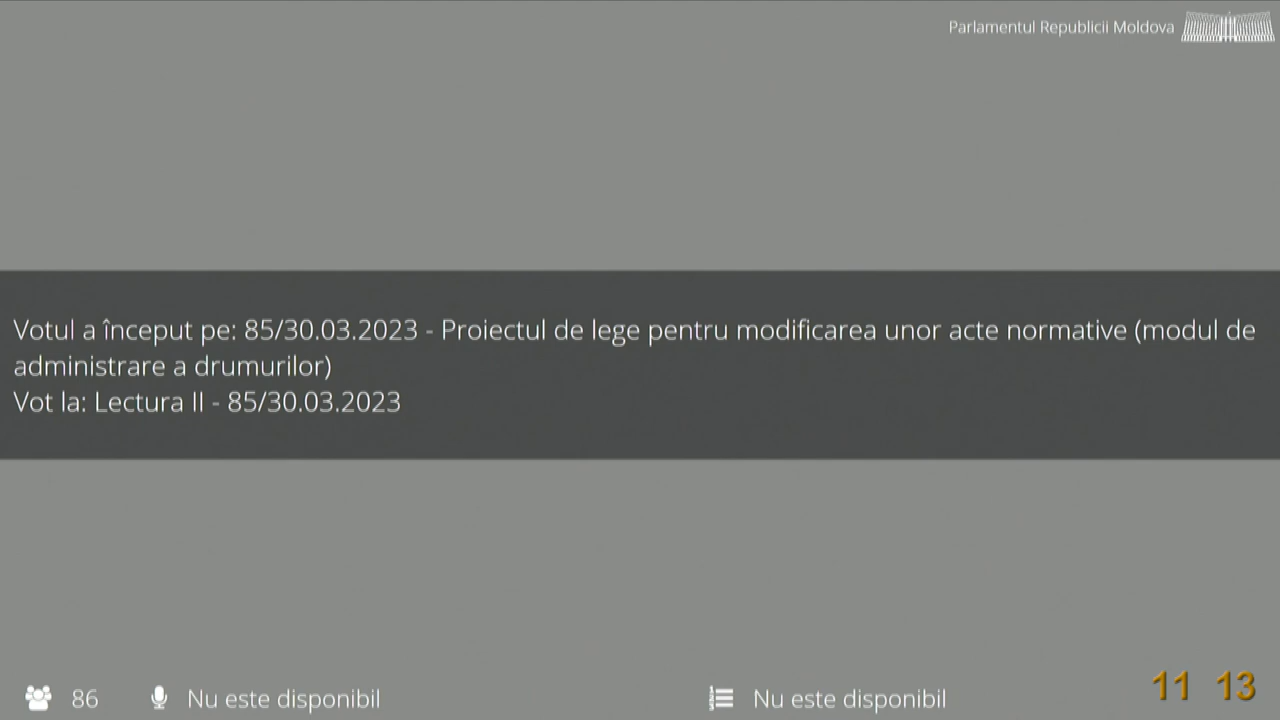 Parlamentul Republicii Moldova
Votul a început pe: 85/30.03.2023 - Proiectul de lege pentru modificarea unor acte normative (modul de
administrare a drumurilor)
Vot la: Lectura II - 85/30.03.2023
86 Nu este disponibil Nu este disponibil
11 13